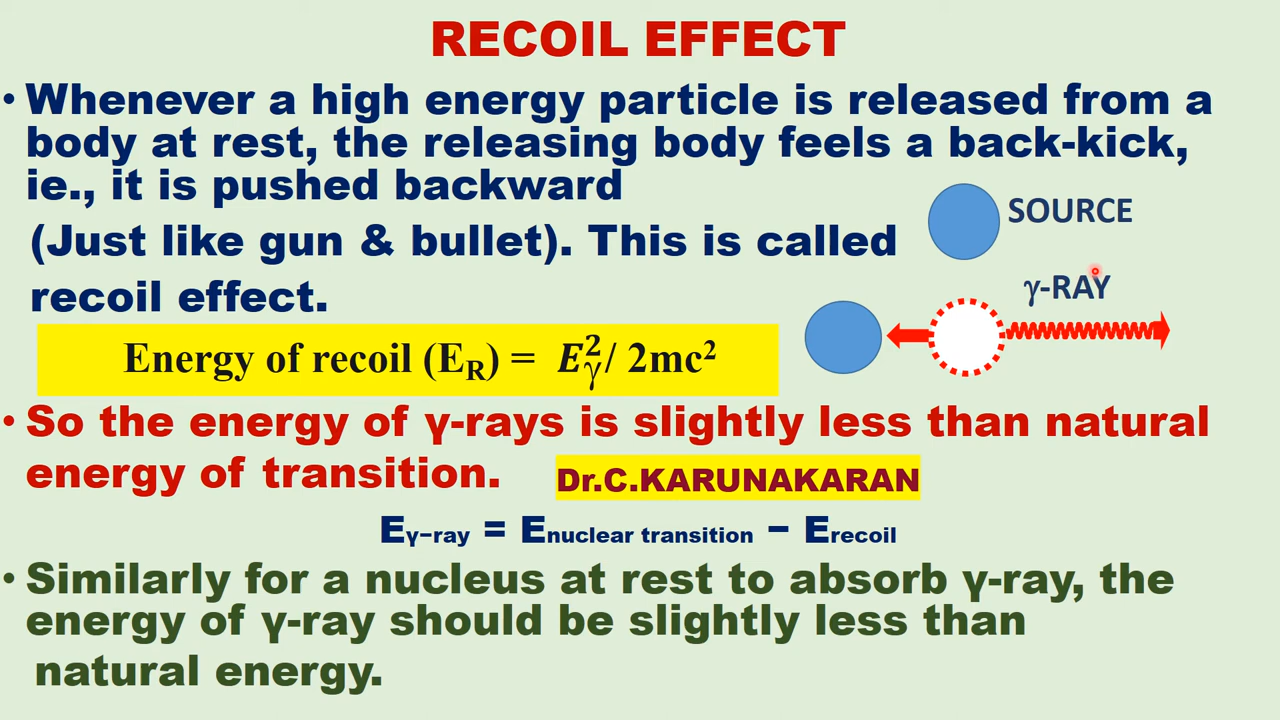 RECOIL EFFECT
• Whenever a high energy particle is released from a
body at rest, the releasing body feels a back-kick,
ie., it is pushed backward
SOURCE
(Just like gun & bullet). This is called
γ-RAY
recoil effect.
Energy of recoil (E_R) = E_γ^2 / 2mc²
• So the energy of γ-rays is slightly less than natural
energy of transition.
Dr.C.KARUNAKARAN
Eγ−ray = Enuclear transition − Erecoil
• Similarly for a nucleus at rest to absorb γ-ray, the
energy of γ-ray should be slightly less than
natural energy.